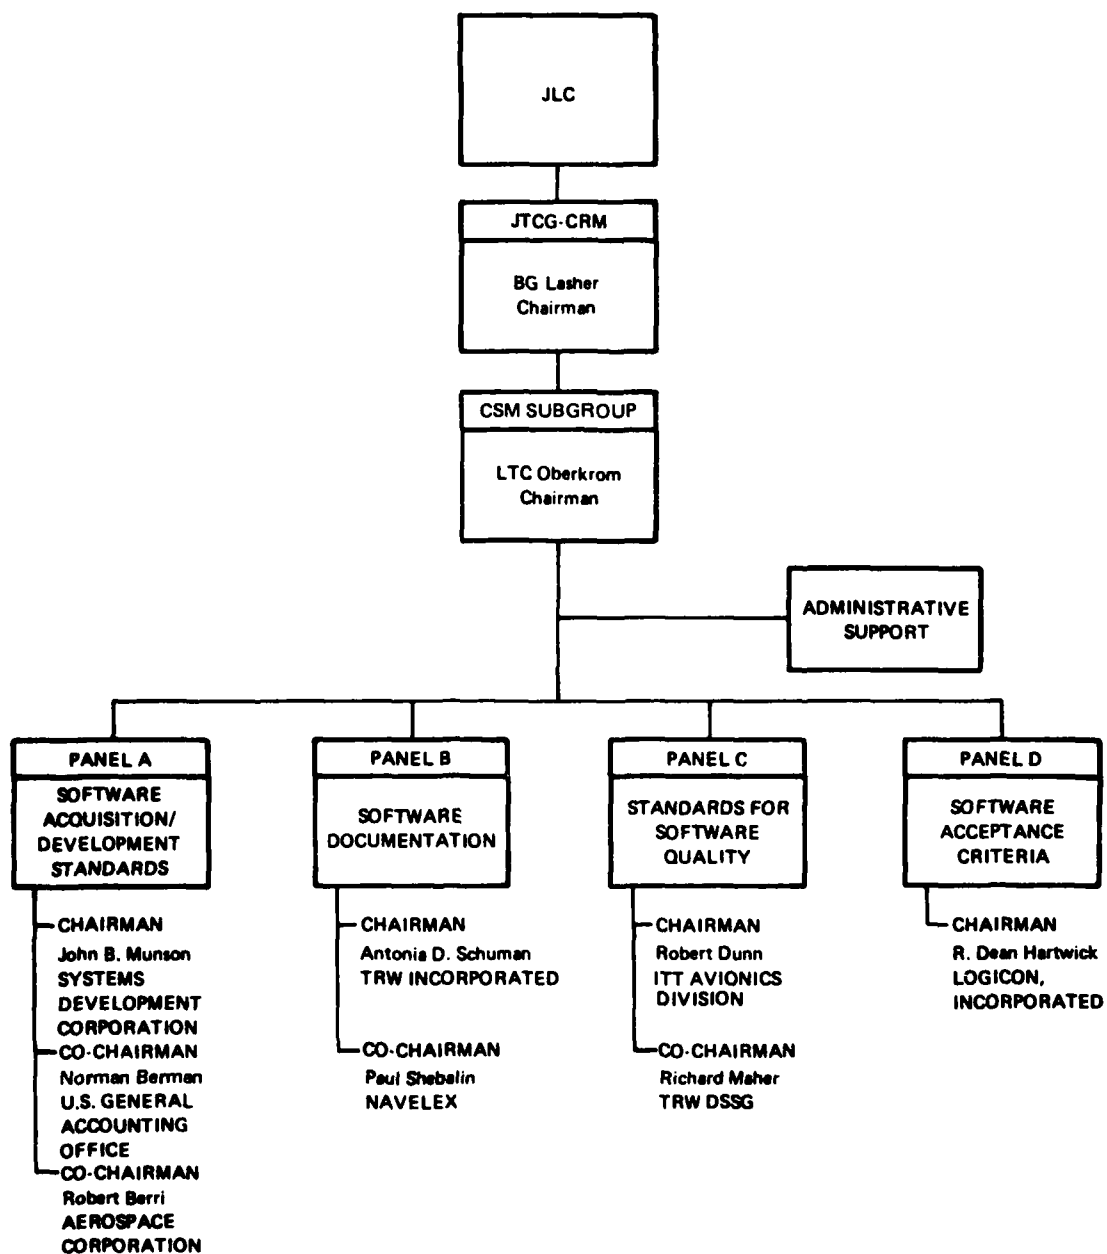 JLC
JTCG-CRM
BG Lasher
Chairman
CSM SUBGROUP
LTC Oberkrom
Chairman
ADMINISTRATIVE
SUPPORT
PANEL A
SOFTWARE
ACQUISITION/
DEVELOPMENT
STANDARDS
CHAIRMAN
John B. Munson
SYSTEMS
DEVELOPMENT
CORPORATION
CO-CHAIRMAN
Norman Berman
U.S. GENERAL
ACCOUNTING
OFFICE
CO-CHAIRMAN
Robert Berri
AEROSPACE
CORPORATION
PANEL B
SOFTWARE
DOCUMENTATION
CHAIRMAN
Antonia D. Schuman
TRW INCORPORATED
CO-CHAIRMAN
Paul Shebalin
NAVELEX
PANEL C
STANDARDS FOR
SOFTWARE
QUALITY
CHAIRMAN
Robert Dunn
ITT AVIONICS
DIVISION
CO-CHAIRMAN
Richard Maher
TRW DSSG
PANEL D
SOFTWARE
ACCEPTANCE
CRITERIA
CHAIRMAN
R. Dean Hartwick
LOGICON,
INCORPORATED